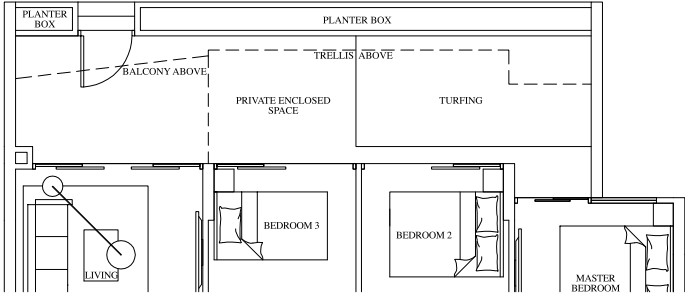 PLANTER
BOX
PLANTER BOX
TRELLIS ABOVE
BALCONY ABOVE
PRIVATE ENCLOSED
SPACE
TURFING
BEDROOM 3
BEDROOM 2
LIVING
MASTER
BEDROOM